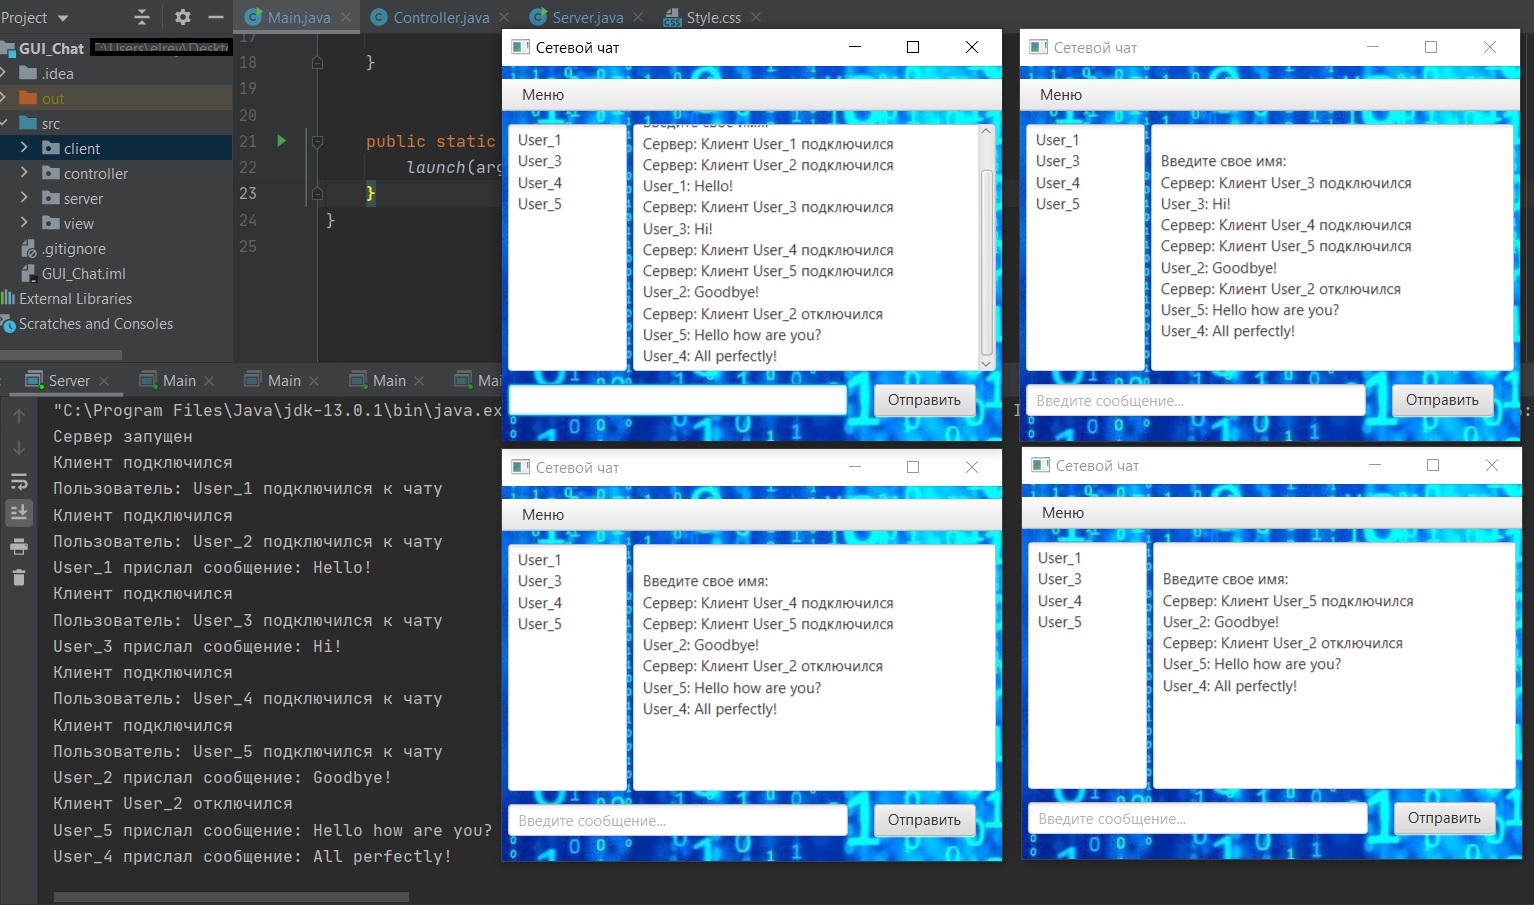 Project
Main.java
Controller.java
Server.java
Style.css
GUI_Chat
.idea
out
src
client
controller
server
view
.gitignore
GUI_Chat.iml
External Libraries
Scratches and Consoles
17
18 }
19
20
21 public static
22 launch(arg
23 }
24 }
25
Сетевой чат
Меню
User_1
User_3
User_4
User_5
Введите свое имя:
Сервер: Клиент User_1 подключился
Сервер: Клиент User_2 подключился
User_1: Hello!
Сервер: Клиент User_3 подключился
User_3: Hi!
Сервер: Клиент User_4 подключился
Сервер: Клиент User_5 подключился
User_2: Goodbye!
Сервер: Клиент User_2 отключился
User_5: Hello how are you?
User_4: All perfectly!
Отправить
Сетевой чат
Меню
User_1
User_3
User_4
User_5
Введите свое имя:
Сервер: Клиент User_3 подключился
User_3: Hi!
Сервер: Клиент User_4 подключился
Сервер: Клиент User_5 подключился
User_2: Goodbye!
Сервер: Клиент User_2 отключился
User_5: Hello how are you?
User_4: All perfectly!
Введите сообщение...
Отправить
Server
Main
Main
Main
Mai
"C:\Program Files\Java\jdk-13.0.1\bin\java.ex
Сервер запущен
Клиент подключился
Пользователь: User_1 подключился к чату
Клиент подключился
Пользователь: User_2 подключился к чату
User_1 прислал сообщение: Hello!
Клиент подключился
Пользователь: User_3 подключился к чату
User_3 прислал сообщение: Hi!
Клиент подключился
Пользователь: User_4 подключился к чату
Клиент подключился
Пользователь: User_5 подключился к чату
User_2 прислал сообщение: Goodbye!
Клиент User_2 отключился
User_5 прислал сообщение: Hello how are you?
User_4 прислал сообщение: All perfectly!
Сетевой чат
Меню
User_1
User_3
User_4
User_5
Введите свое имя:
Сервер: Клиент User_4 подключился
Сервер: Клиент User_5 подключился
User_2: Goodbye!
Сервер: Клиент User_2 отключился
User_5: Hello how are you?
User_4: All perfectly!
Введите сообщение...
Отправить
Сетевой чат
Меню
User_1
User_3
User_4
User_5
Введите свое имя:
Сервер: Клиент User_5 подключился
User_2: Goodbye!
Сервер: Клиент User_2 отключился
User_5: Hello how are you?
User_4: All perfectly!
Введите сообщение...
Отправить